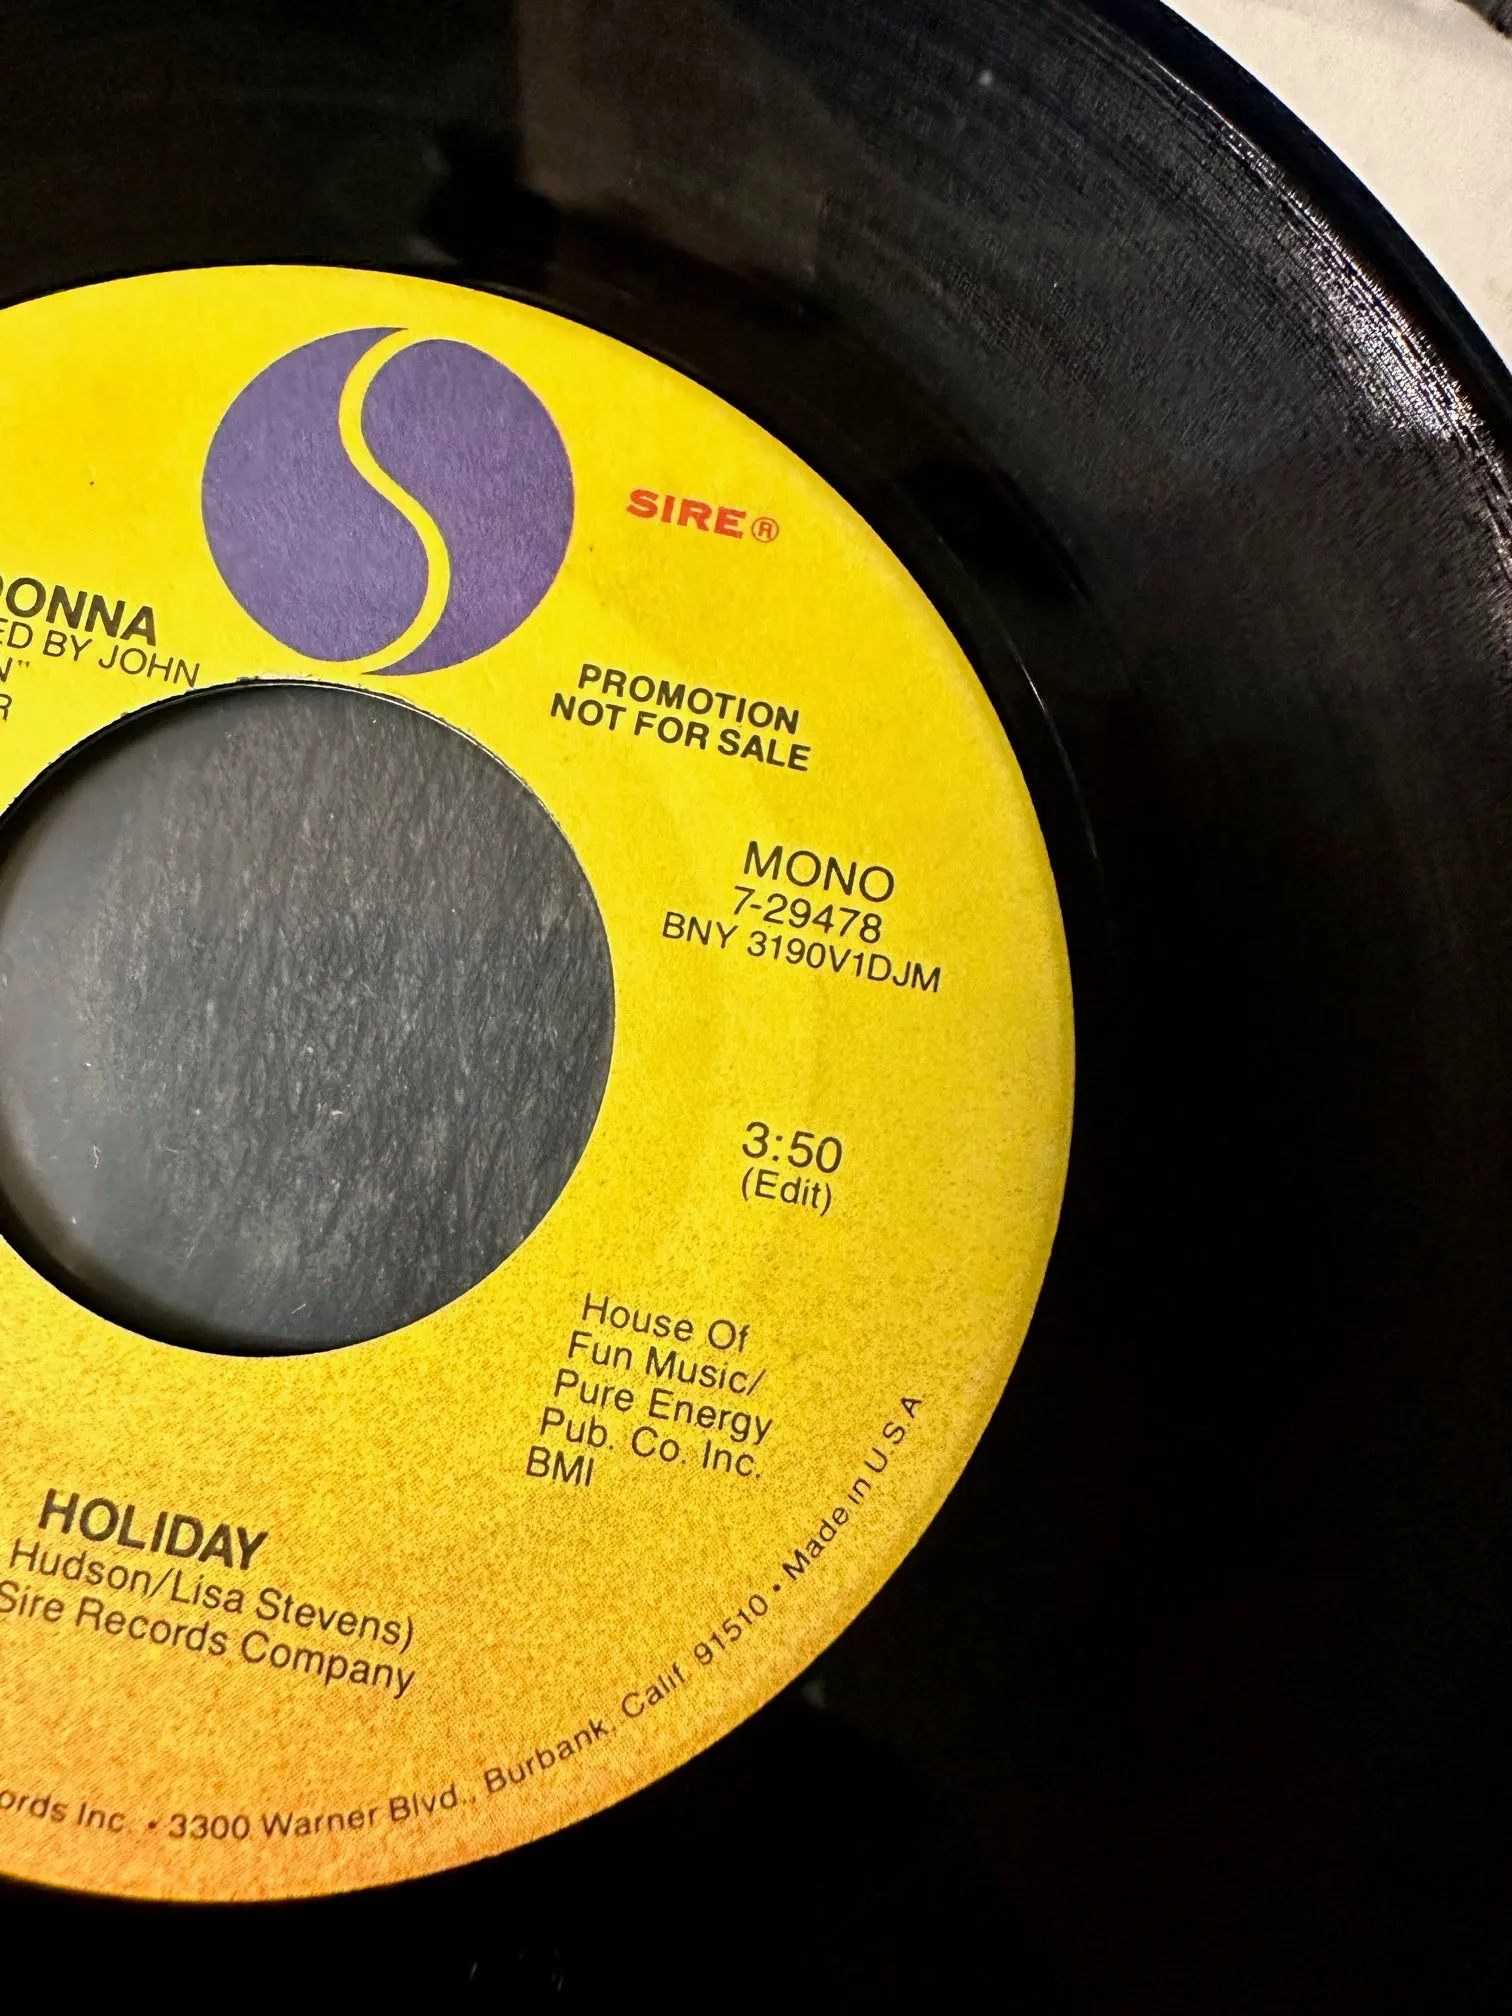 SIRE®
DONNA
ED BY JOHN
N"
R
PROMOTION
NOT FOR SALE
MONO
7-29478
BNY 3190V1DJM
3:50
(Edit)
House Of
Fun Music/
Pure Energy
Pub. Co. Inc.
BMI
HOLIDAY
Hudson/Lisa Stevens)
Sire Records Company
ords Inc. • 3300 Warner Blvd., Burbank, Calif. 91510 • Made in U.S.A